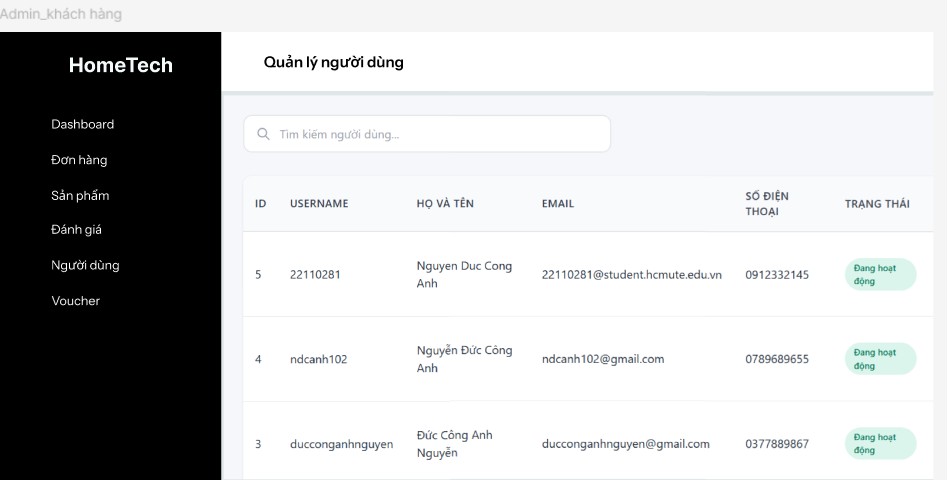 Admin_khách hàng
HomeTech
Quản lý người dùng
Dashboard
Đơn hàng
Sản phẩm
Đánh giá
Người dùng
Voucher
Tìm kiếm người dùng...
ID USERNAME HỌ VÀ TÊN EMAIL SỐ ĐIỆN THOẠI TRẠNG THÁI
5 22110281 Nguyen Duc Cong Anh 22110281@student.hcmute.edu.vn 0912332145 Đang hoạt động
4 ndcanh102 Nguyễn Đức Công Anh ndcanh102@gmail.com 0789689655 Đang hoạt động
3 ducconganhnguyen Đức Công Anh Nguyễn ducconganhnguyen@gmail.com 0377889867 Đang hoạt động